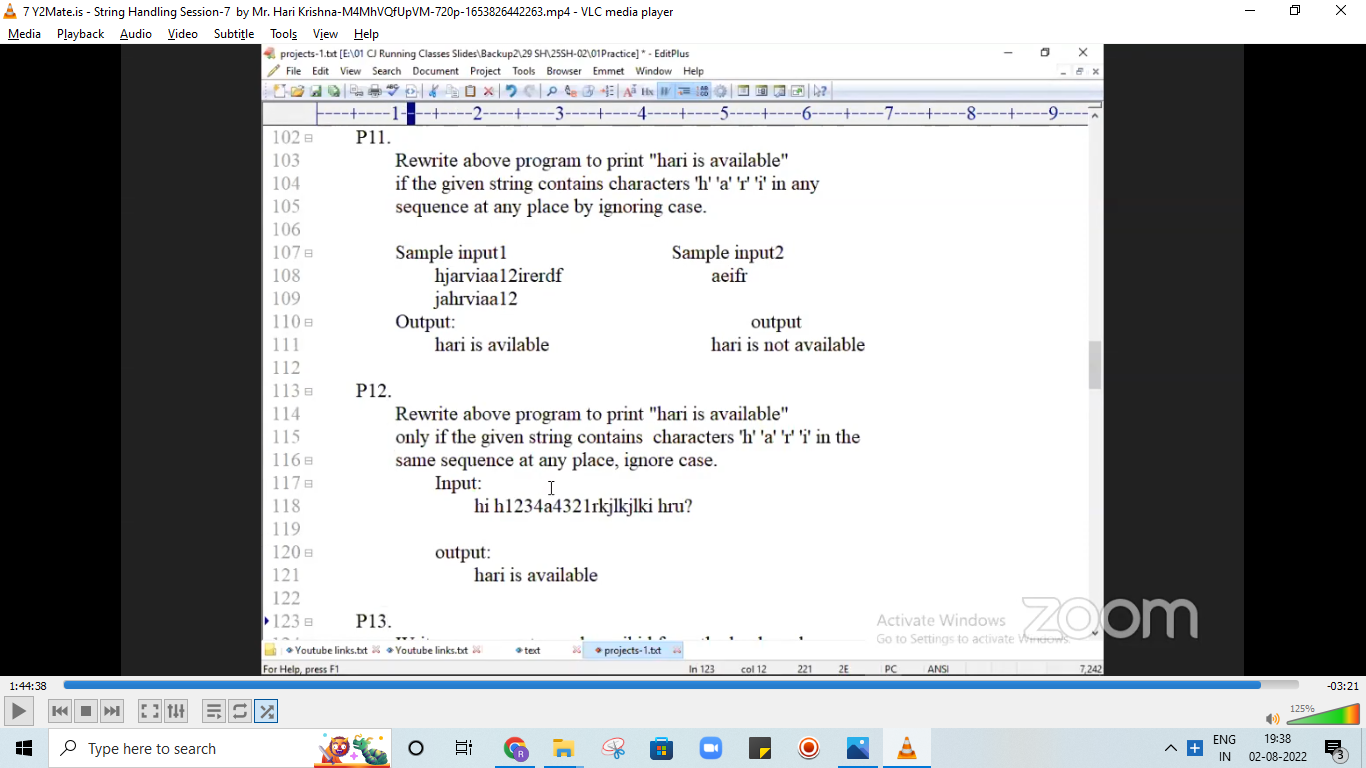 7 Y2Mate.is - String Handling Session-7 by Mr. Hari Krishna-M4MhVQfUpVM-720p-1653826442263.mp4 - VLC media player
Media Playback Audio Video Subtitle Tools View Help
projects-1.txt [E:\01 CJ Running Classes Slides\Backup2\29 SH\25SH-02\01Practice] * - EditPlus
File Edit View Search Document Project Tools Browser Emmet Window Help
----+----1----+----2----+----3----+----4----+----5----+----6----+----7----+----8----+----9--
102 P11.
103 Rewrite above program to print "hari is available"
104 if the given string contains characters 'h' 'a' 'r' 'i' in any
105 sequence at any place by ignoring case.
106
107 Sample input1 Sample input2
108 hjarviaa12irerdf aeifr
109 jahrviaa12
110 Output: output
111 hari is avilable hari is not available
112
113 P12.
114 Rewrite above program to print "hari is available"
115 only if the given string contains characters 'h' 'a' 'r' 'i' in the
116 same sequence at any place, ignore case.
117 Input:
118 hi h1234a4321rkjlkjlki hru?
119
120 output:
121 hari is available
122
123 P13.
Activate Windows
Go to Settings to activate Windows.
zoom
Youtube links.txt Youtube links.txt text projects-1.txt
For Help, press F1 ln 123 col 12 221 2E PC ANSI 7,242
1:44:38 -03:21
125%
Type here to search
ENG
IN
19:38
02-08-2022
3